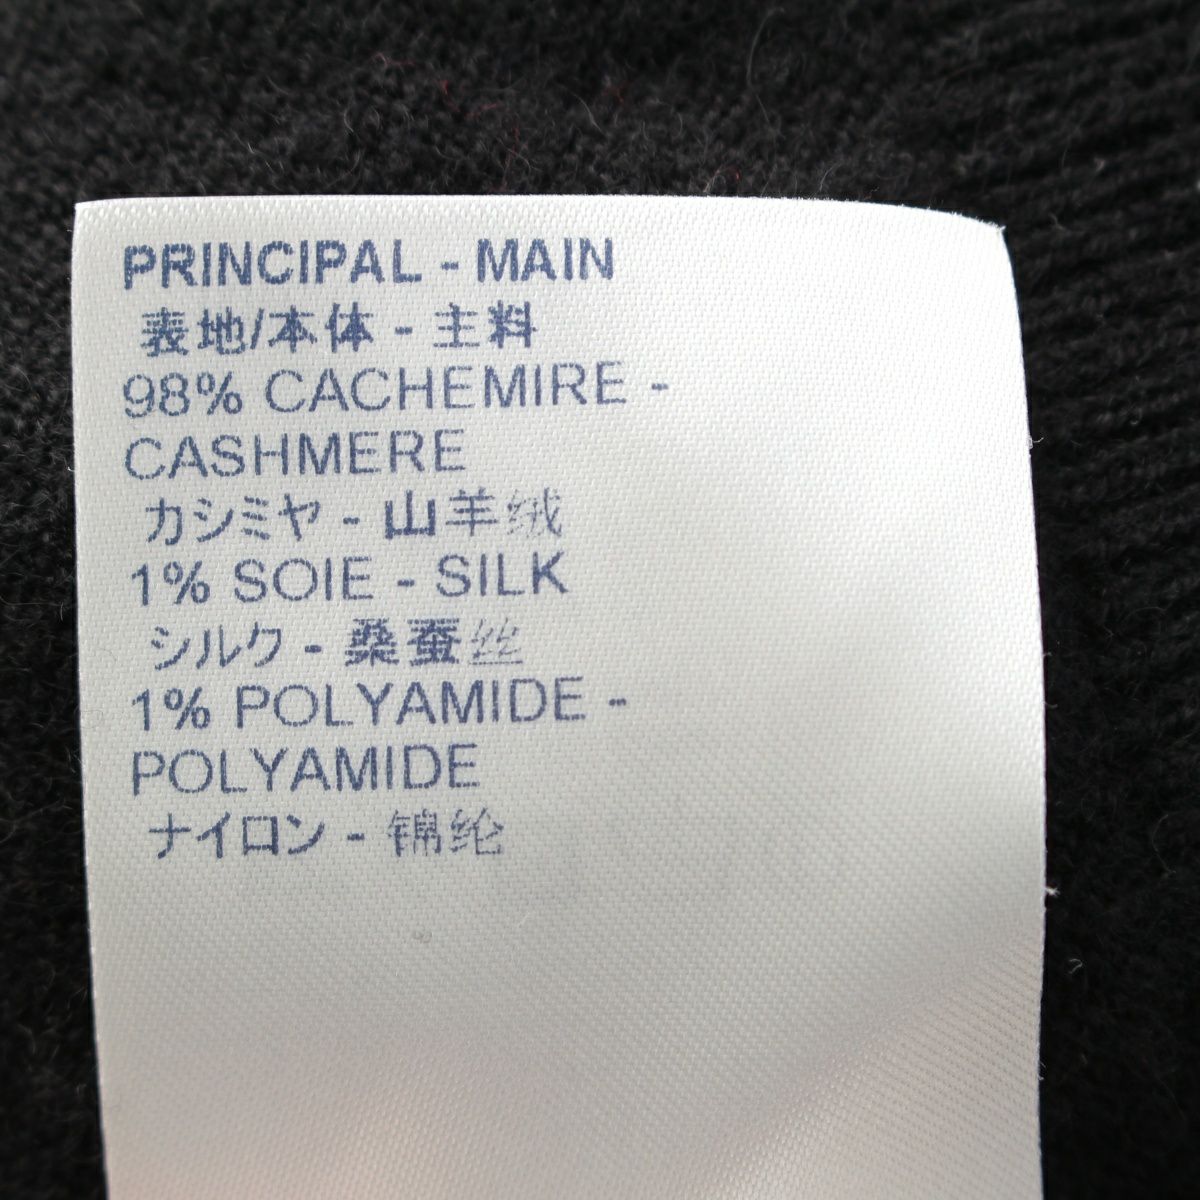 PRINCIPAL - MAIN
表地/本体 - 主料
98% CACHEMIRE -
CASHMERE
カシミヤ - 山羊绒
1% SOIE - SILK
シルク - 桑蚕丝
1% POLYAMIDE -
POLYAMIDE
ナイロン - 锦纶